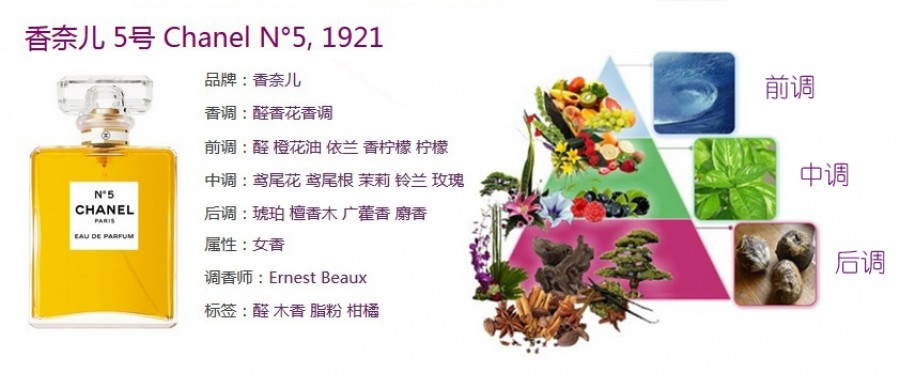 香奈儿 5号 Chanel N°5, 1921
品牌：香奈儿
香调：醛香花香调
前调：醛 橙花油 依兰 香柠檬 柠檬
中调：鸢尾花 鸢尾根 茉莉 铃兰 玫瑰
后调：琥珀 檀香木 广藿香 麝香
属性：女香
调香师：Ernest Beaux
标签：醛 木香 脂粉 柑橘
N°5
CHANEL
PARIS
EAU DE PARFUM
前调
中调
后调